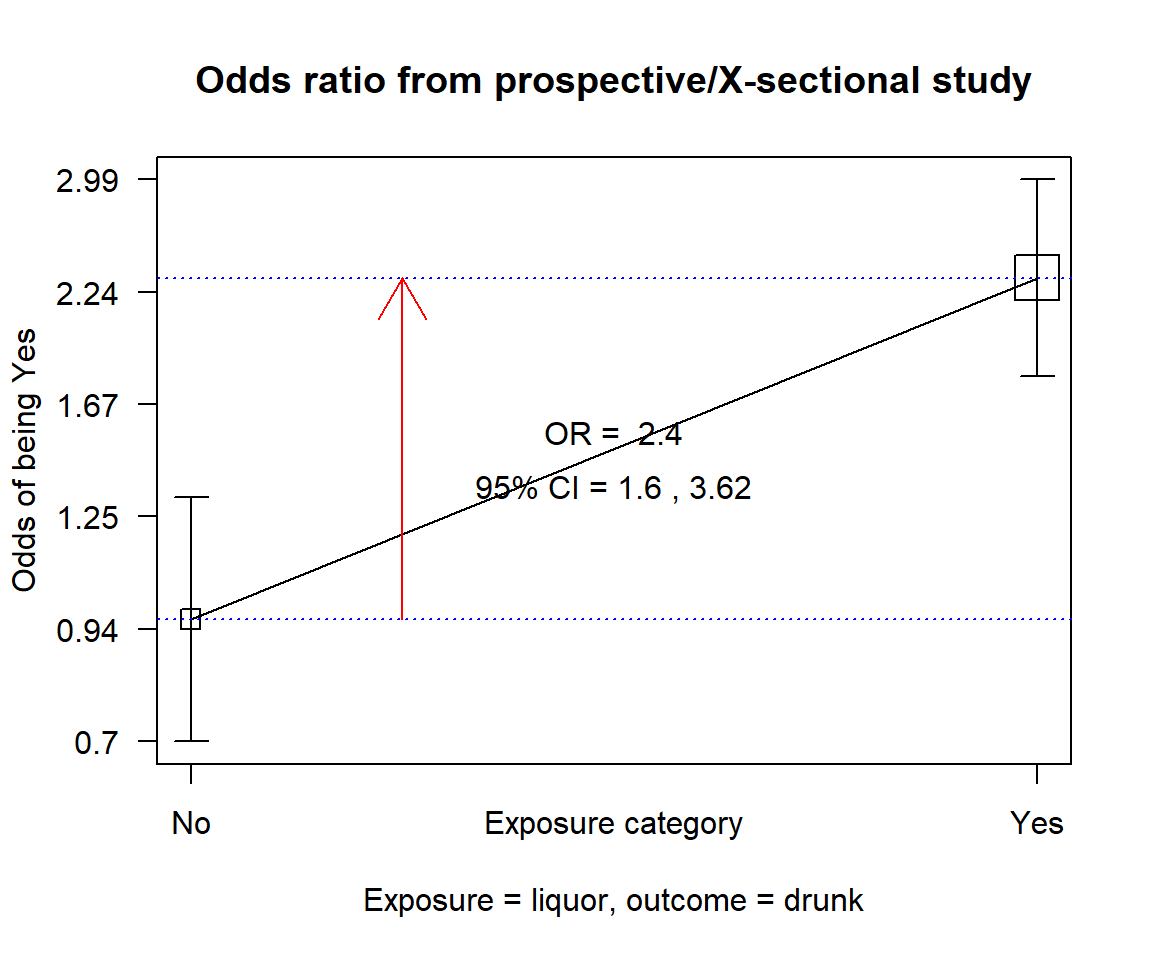 Odds ratio from prospective/X-sectional study
2.99
2.24
1.67
1.25
0.94
0.7
Odds of being Yes
OR =  2.4
95% CI = 1.6 , 3.62
No
Exposure category
Yes
Exposure = liquor, outcome = drunk